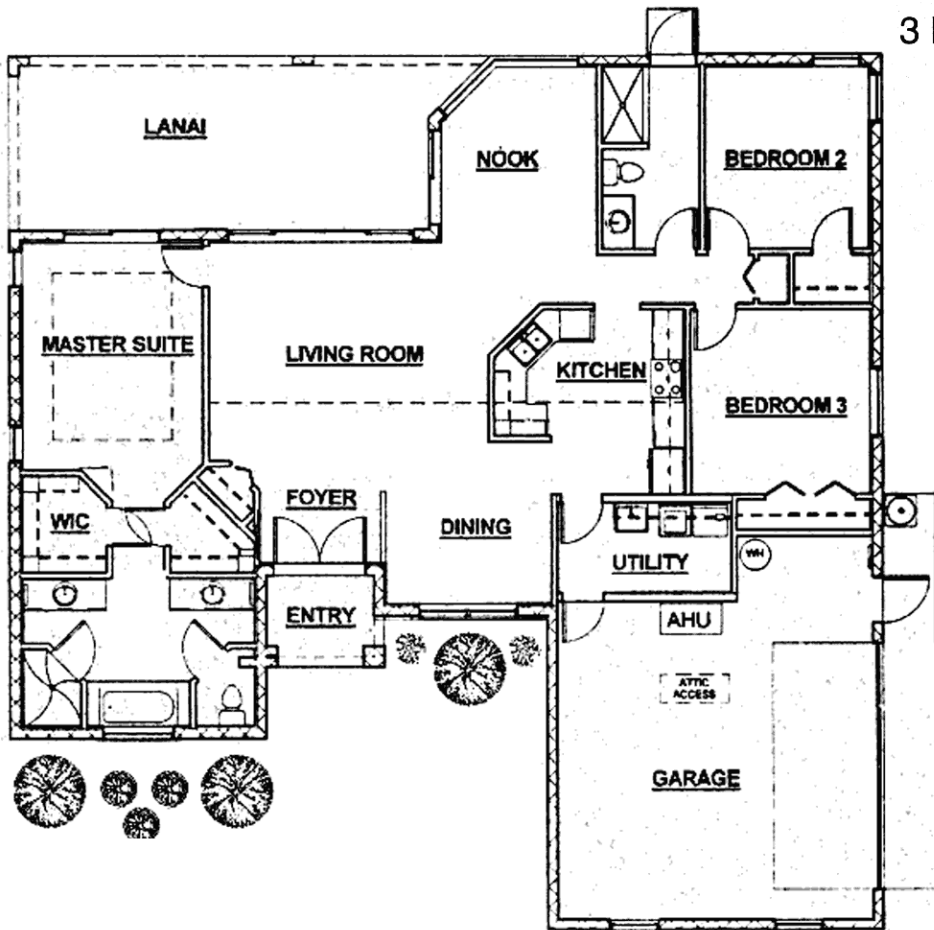 3
LANAI
NOOK
BEDROOM 2
MASTER SUITE
LIVING ROOM
KITCHEN
BEDROOM 3
WIC
FOYER
DINING
UTILITY
WH
ENTRY
AHU
ATTIC
ACCESS
GARAGE